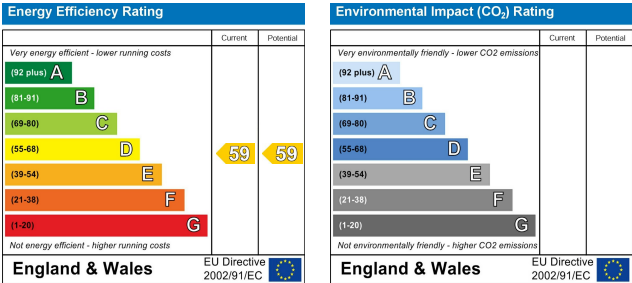 Energy Efficiency Rating
Current Potential
Very energy efficient - lower running costs
(92 plus) A
(81-91) B
(69-80) C
(55-68) D 59 59
(39-54) E
(21-38) F
(1-20) G
Not energy efficient - higher running costs
England & Wales
EU Directive
2002/91/EC
Environmental Impact (CO₂) Rating
Current Potential
Very environmentally friendly - lower CO2 emissions
(92 plus) A
(81-91) B
(69-80) C
(55-68) D
(39-54) E
(21-38) F
(1-20) G
Not environmentally friendly - higher CO2 emissions
England & Wales
EU Directive
2002/91/EC